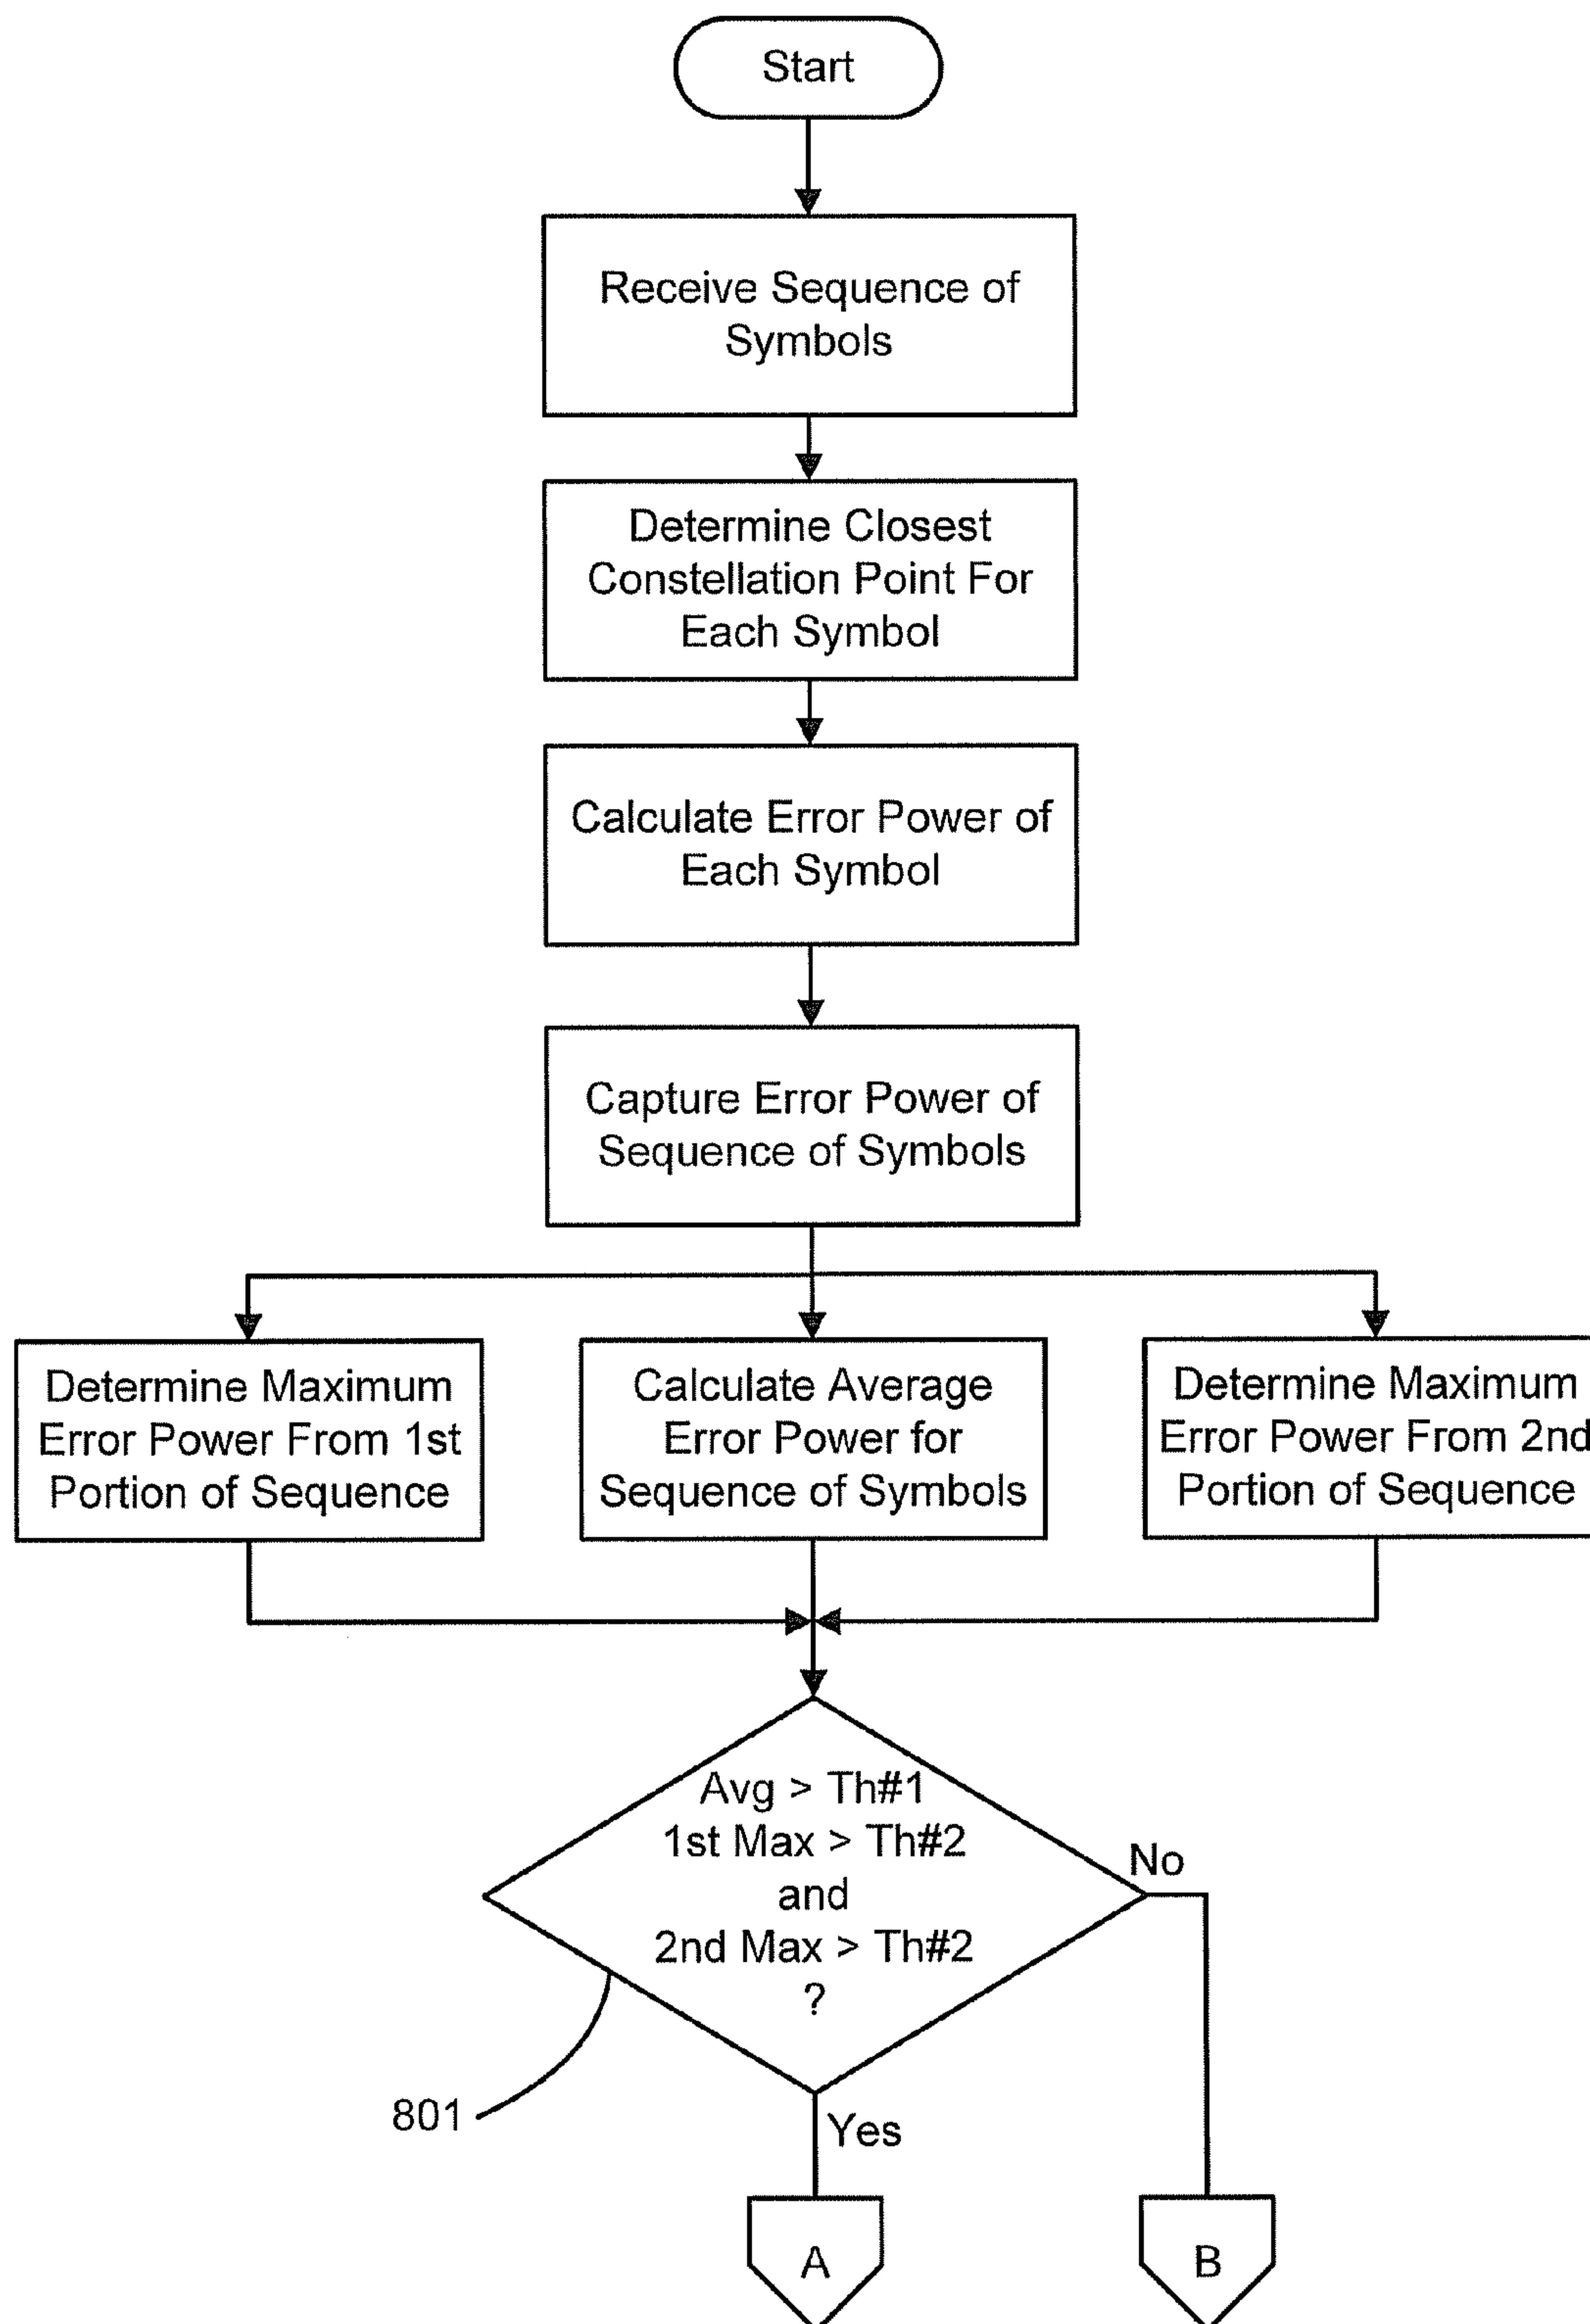 Start
Receive Sequence of
Symbols
Determine Closest
Constellation Point For
Each Symbol
Calculate Error Power of
Each Symbol
Capture Error Power of
Sequence of Symbols
Determine Maximum
Error Power From 1st
Portion of Sequence
Calculate Average
Error Power for
Sequence of Symbols
Determine Maximum
Error Power From 2nd
Portion of Sequence
Avg > Th#1
1st Max > Th#2
and
2nd Max > Th#2
?
No
801
Yes
A
B